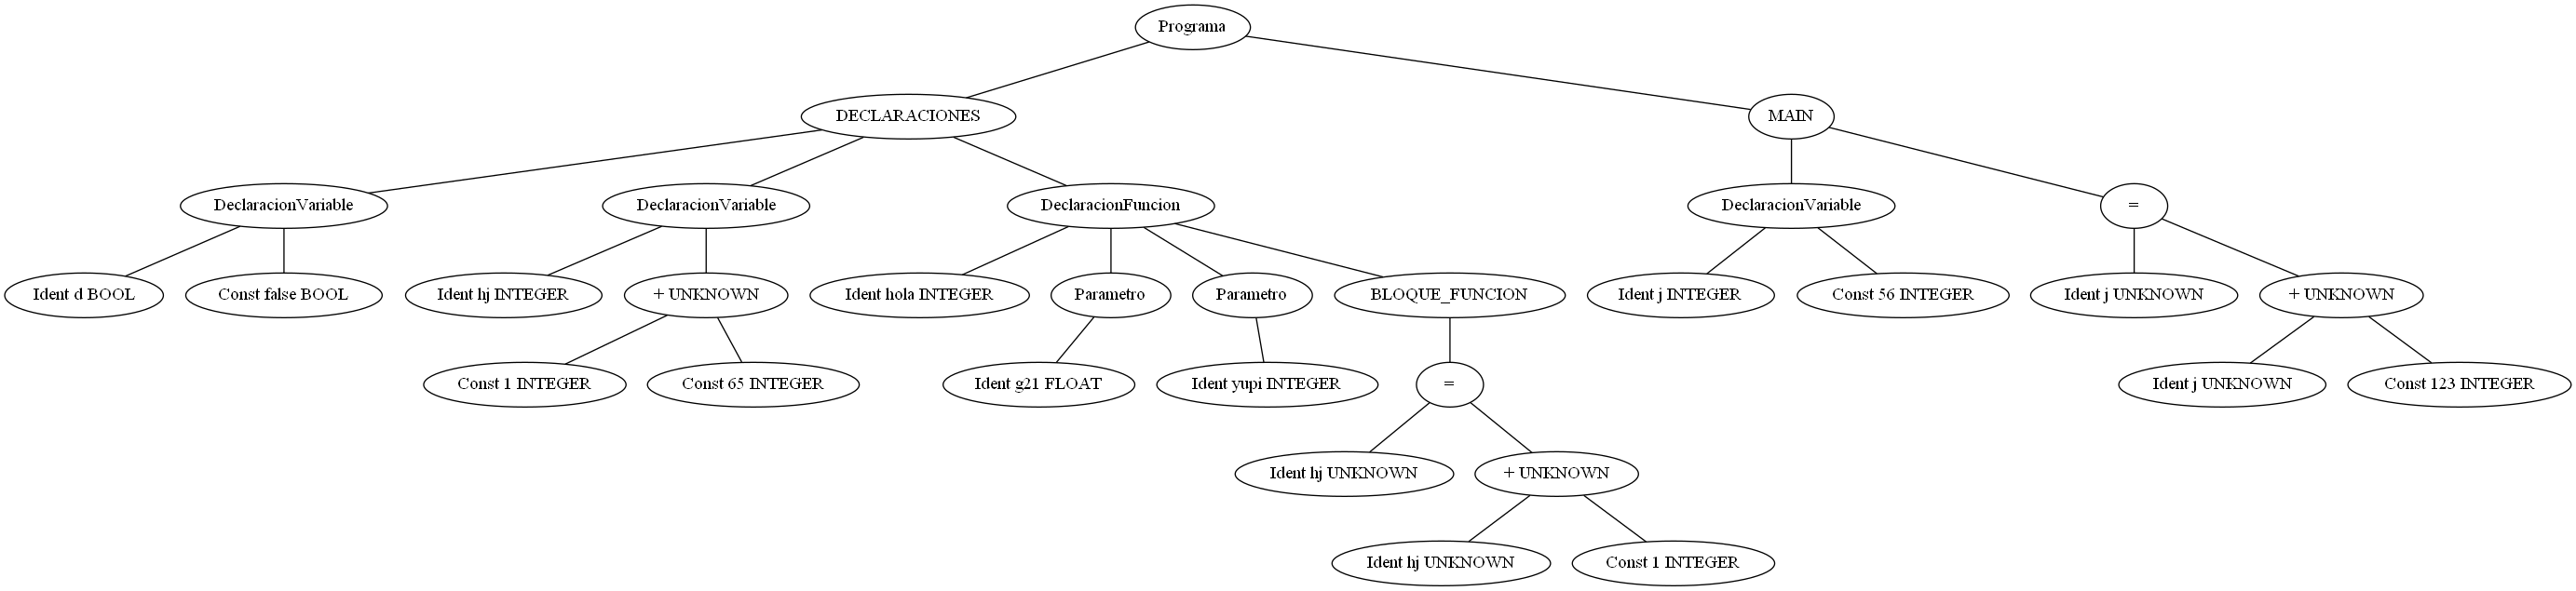 Programa
DECLARACIONES
MAIN
DeclaracionVariable
DeclaracionVariable
DeclaracionFuncion
DeclaracionVariable
=
Ident d BOOL
Const false BOOL
Ident hj INTEGER
+ UNKNOWN
Ident hola INTEGER
Parametro
Parametro
BLOQUE_FUNCION
Ident j INTEGER
Const 56 INTEGER
Ident j UNKNOWN
+ UNKNOWN
Const 1 INTEGER
Const 65 INTEGER
Ident g21 FLOAT
Ident yupi INTEGER
=
Ident j UNKNOWN
Const 123 INTEGER
Ident hj UNKNOWN
+ UNKNOWN
Ident hj UNKNOWN
Const 1 INTEGER